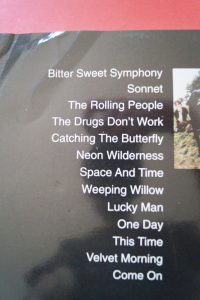 Bitter Sweet Symphony
Sonnet
The Rolling People
The Drugs Don't Work
Catching The Butterfly
Neon Wilderness
Space And Time
Weeping Willow
Lucky Man
One Day
This Time
Velvet Morning
Come On